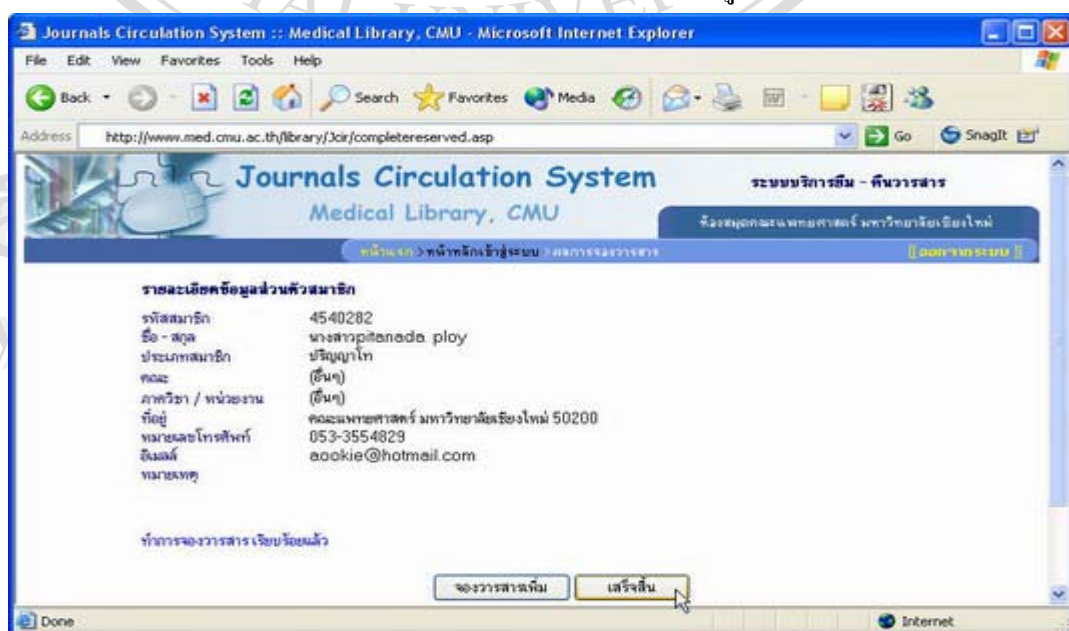 Journals Circulation System :: Medical Library, CMU - Microsoft Internet Explorer
File Edit View Favorites Tools Help
Back Search Favorites Media
Address http://www.med.cmu.ac.th/library/Jcir/completereserved.asp Go SnagIt
Journals Circulation System ระบบบริการยืม - คืนวารสาร
Medical Library, CMU ห้องสมุดคณะแพทยศาสตร์ มหาวิทยาลัยเชียงใหม่
หน้าแรก > หน้าหลักเข้าสู่ระบบ > ผลการจองวารสาร [[ ออกจากระบบ ]]
รายละเอียดข้อมูลส่วนตัวสมาชิก
รหัสสมาชิก 4540282
ชื่อ - สกุล นางสาวpitanada ploy
ประเภทสมาชิก ปริญญาโท
คณะ (อื่นๆ)
ภาควิชา / หน่วยงาน (อื่นๆ)
ที่อยู่ คณะแพทยศาสตร์ มหาวิทยาลัยเชียงใหม่ 50200
หมายเลขโทรศัพท์ 053-3554829
อีเมลล์ aookie@hotmail.com
หมายเหตุ
ทำการจองวารสาร เรียบร้อยแล้ว
จองวารสารเพิ่ม เสร็จสิ้น
Done Internet